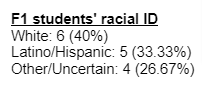 F1 students' racial ID
White: 6 (40%)
Latino/Hispanic: 5 (33.33%)
Other/Uncertain: 4 (26.67%)